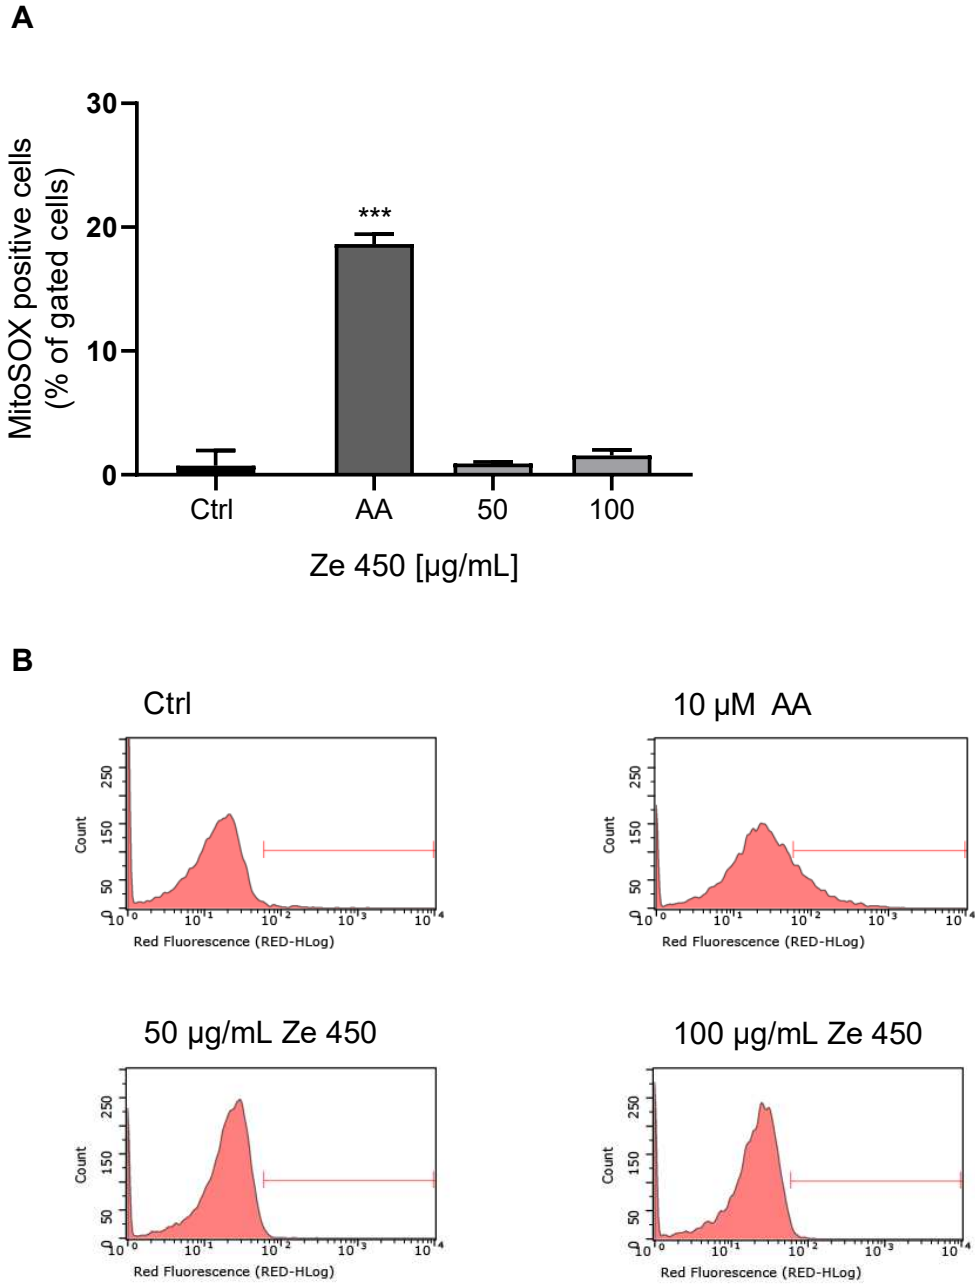 A
30
20
10
0
MitoSOX positive cells
(% of gated cells)
***
Ctrl AA 50 100
Ze 450 [µg/mL]
B
Ctrl
250
150
50
0
Count
10⁰ 10¹ 10² 10³ 10⁴
Red Fluorescence (RED-HLog)
10 µM AA
250
150
50
0
Count
10⁰ 10¹ 10² 10³ 10⁴
Red Fluorescence (RED-HLog)
50 µg/mL Ze 450
250
150
50
0
Count
10⁰ 10¹ 10² 10³ 10⁴
Red Fluorescence (RED-HLog)
100 µg/mL Ze 450
250
150
50
0
Count
10⁰ 10¹ 10² 10³ 10⁴
Red Fluorescence (RED-HLog)